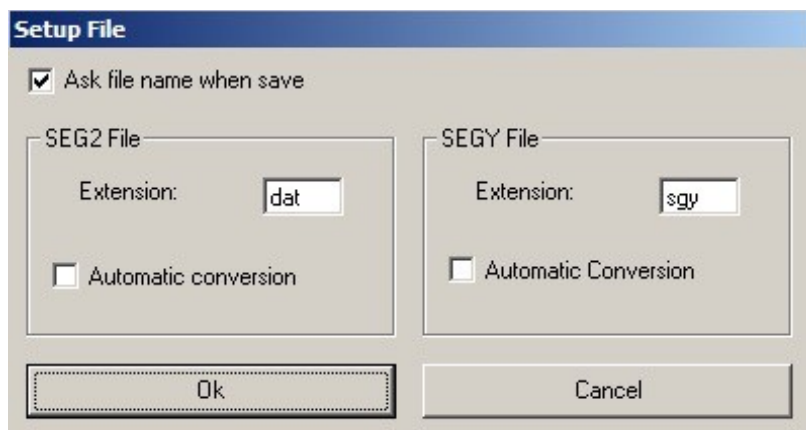 Setup File
Ask file name when save
SEG2 File
Extension: dat
Automatic conversion
SEGY File
Extension: sgy
Automatic Conversion
Ok
Cancel